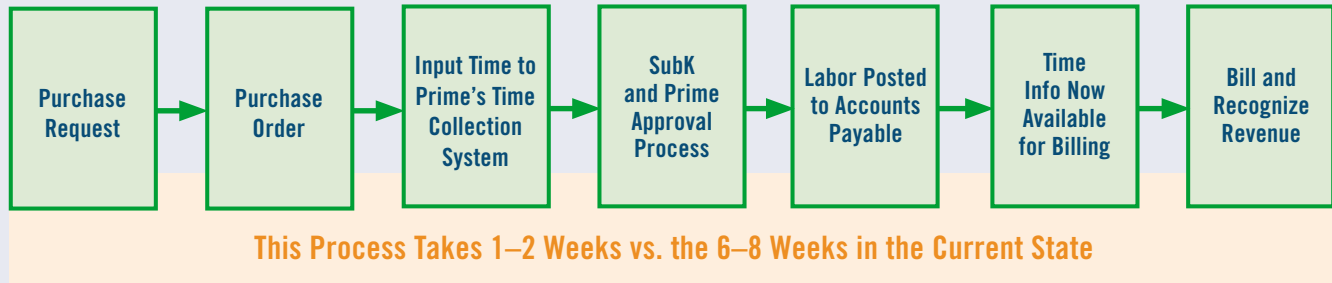 Purchase
Request
Purchase
Order
Input Time to
Prime's Time
Collection
System
SubK
and Prime
Approval
Process
Labor Posted
to Accounts
Payable
Time
Info Now
Available
for Billing
Bill and
Recognize
Revenue
This Process Takes 1–2 Weeks vs. the 6–8 Weeks in the Current State